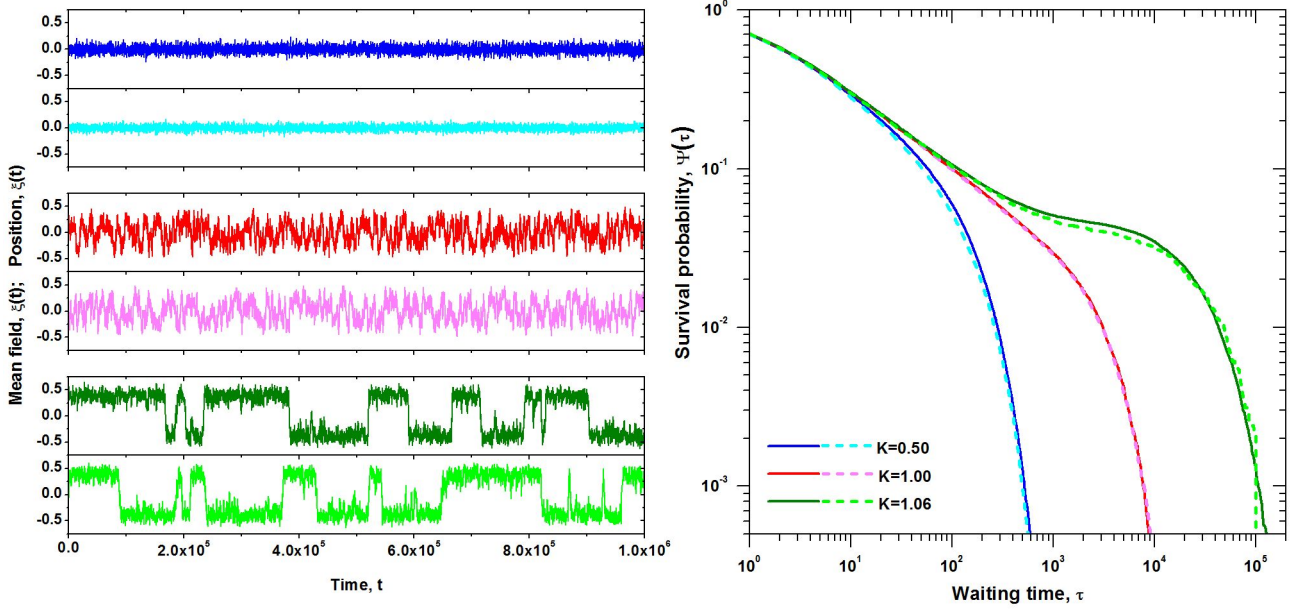 0.5
0.0
-0.5
0.5
0.0
-0.5
0.5
0.0
-0.5
0.5
0.0
-0.5
0.5
0.0
-0.5
0.5
0.0
-0.5
Mean field, ξ(t); Position, ξ(t)
0.0 2.0x10⁵ 4.0x10⁵ 6.0x10⁵ 8.0x10⁵ 1.0x10⁶
Time, t
10⁰
10⁻¹
10⁻²
10⁻³
Survival probability, Ψ(τ)
K=0.50
K=1.00
K=1.06
10⁰ 10¹ 10² 10³ 10⁴ 10⁵
Waiting time, τ